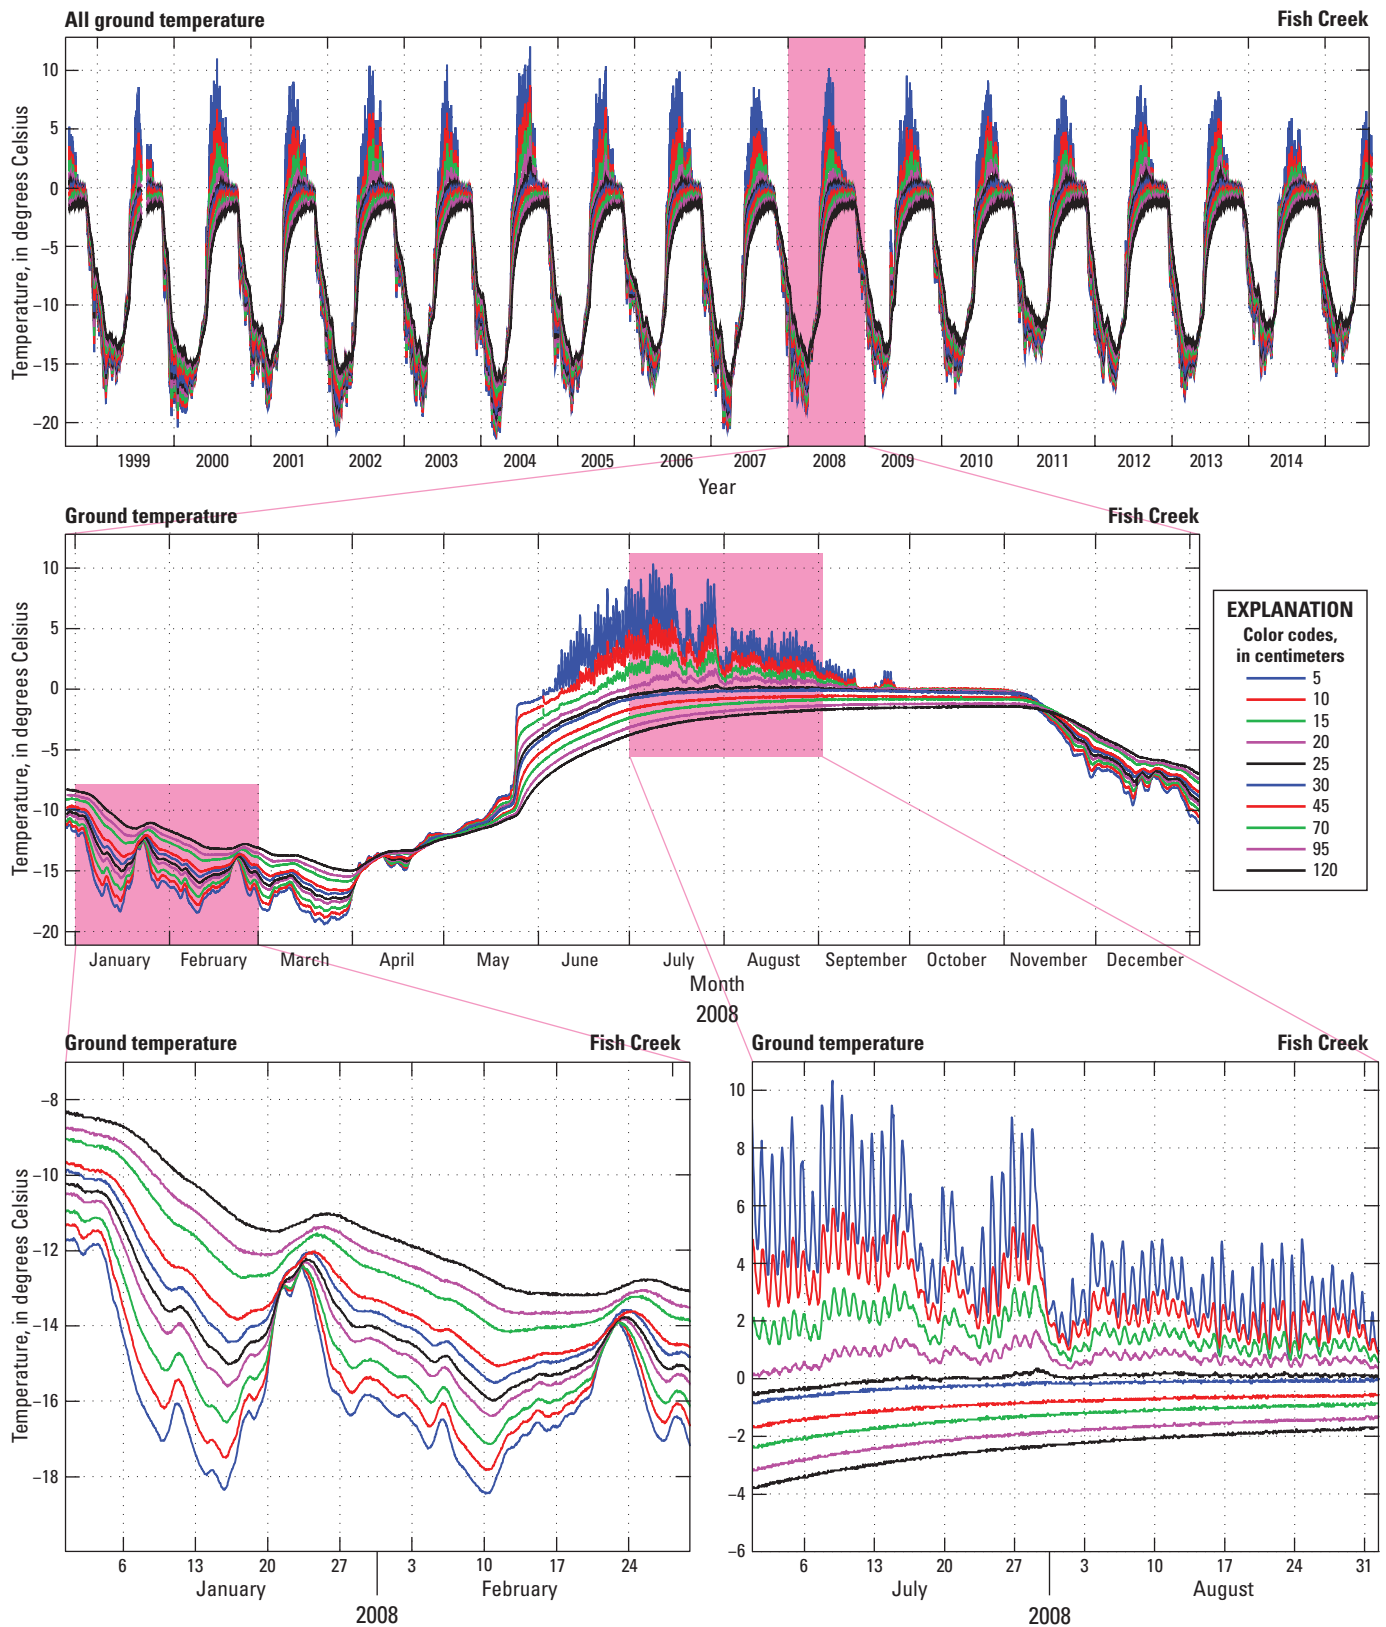 All ground temperature Fish Creek
10
5
0
–5
–10
–15
–20
Temperature, in degrees Celsius
1999 2000 2001 2002 2003 2004 2005 2006 2007 2008 2009 2010 2011 2012 2013 2014
Year
Ground temperature Fish Creek
10
5
0
–5
–10
–15
–20
Temperature, in degrees Celsius
January February March April May June July August September October November December
Month
2008
EXPLANATION
Color codes,
in centimeters
5
10
15
20
25
30
45
70
95
120
Ground temperature Fish Creek
–8
–10
–12
–14
–16
–18
Temperature, in degrees Celsius
6 13 20 27 3 10 17 24
January February
2008
Ground temperature Fish Creek
10
8
6
4
2
0
–2
–4
–6
6 13 20 27 3 10 17 24 31
July August
2008